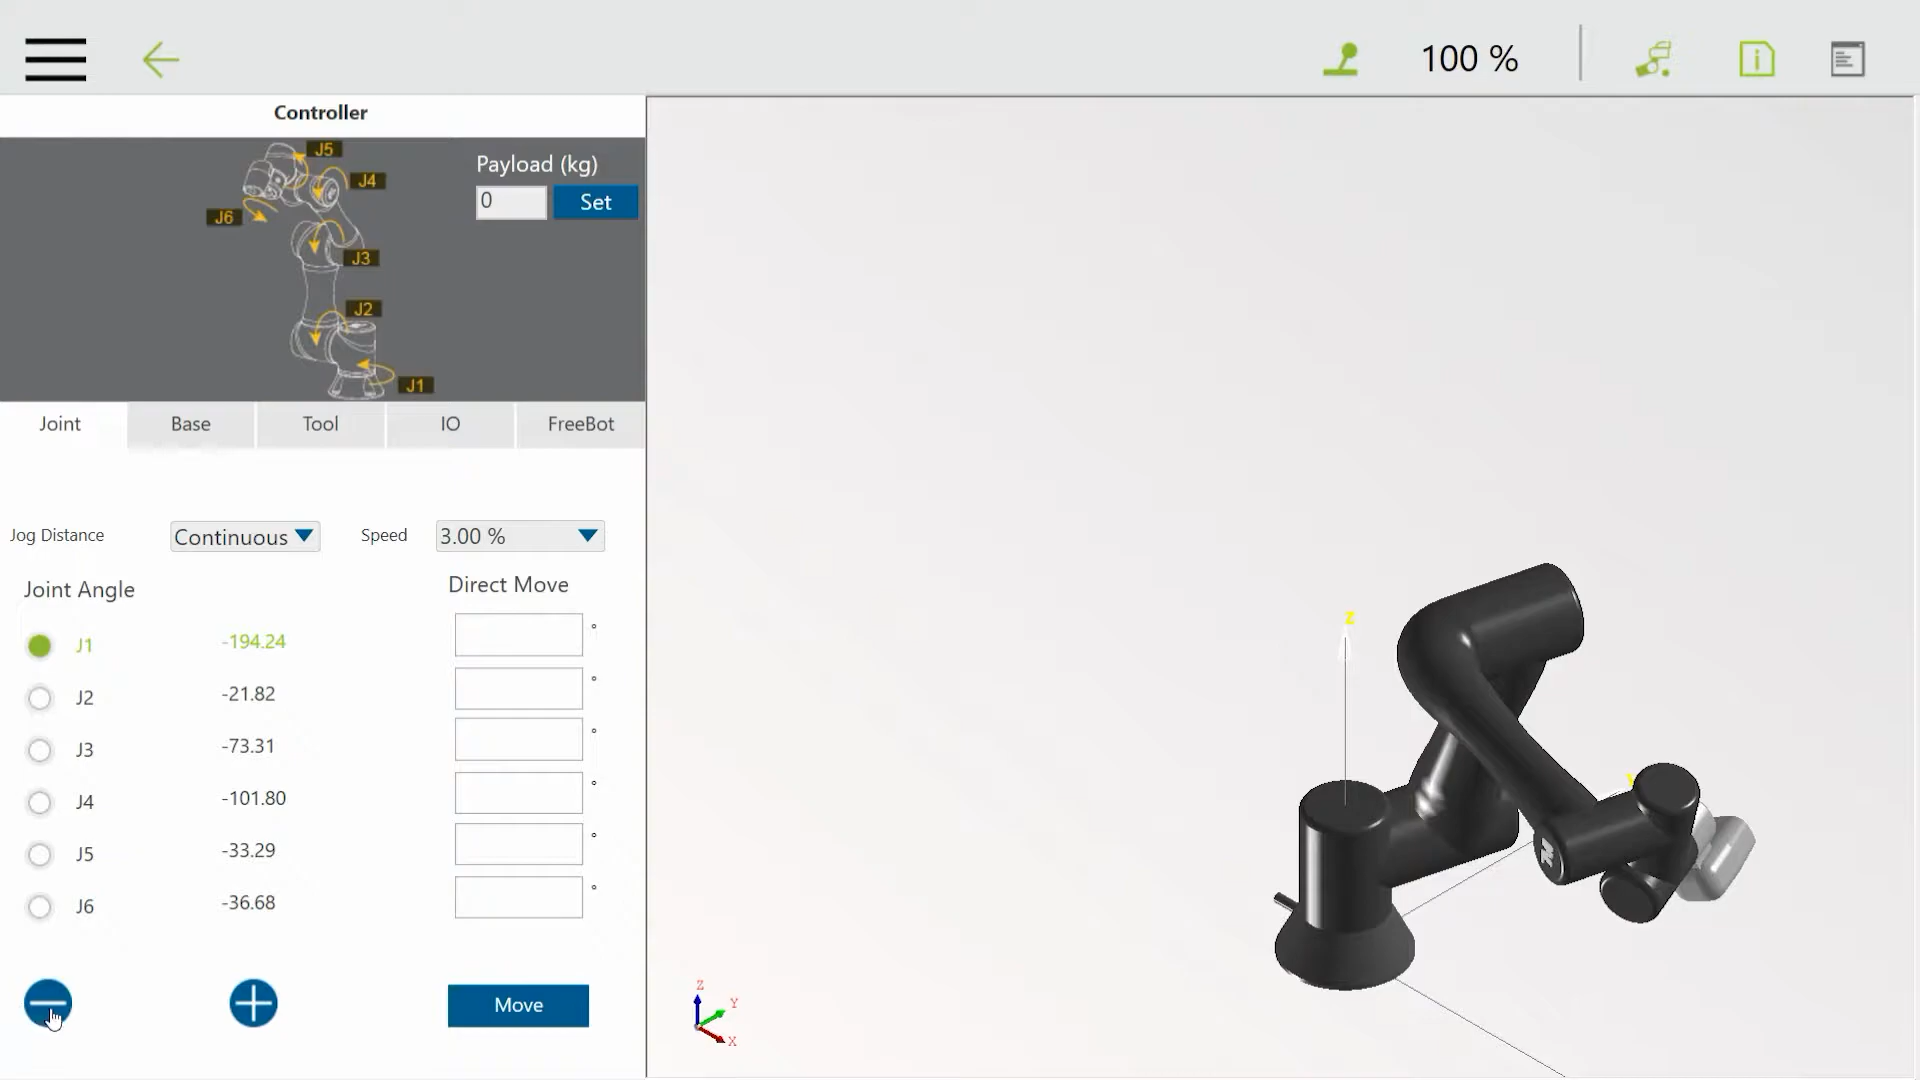 100 %
Controller
J5
J4
J6
J3
J2
J1
Payload (kg)
0
Set
Joint
Base
Tool
IO
FreeBot
Jog Distance
Continuous
Speed
3.00 %
Joint Angle
Direct Move
J1
-194.24
°
J2
-21.82
°
J3
-73.31
°
J4
-101.80
°
J5
-33.29
°
J6
-36.68
°
Move
Z
Y
X
z
y